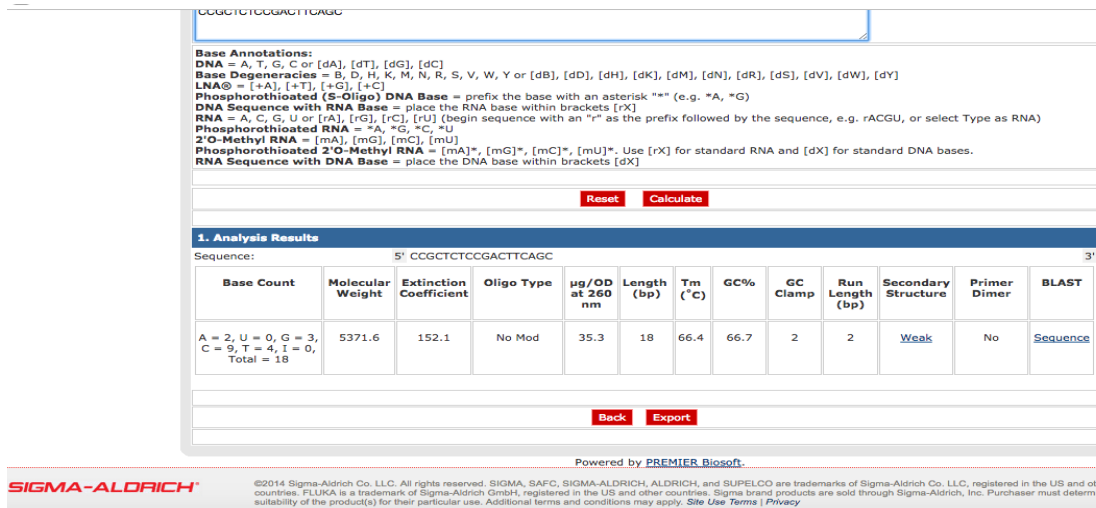 CCGCTCTCCGACTTCAGC
Base Annotations:
DNA = A, T, G, C or [dA], [dT], [dG], [dC]
Base Degeneracies = B, D, H, K, M, N, R, S, V, W, Y or [dB], [dD], [dH], [dK], [dM], [dN], [dR], [dS], [dV], [dW], [dY]
LNA® = [+A], [+T], [+G], [+C]
Phosphorothioated (S-Oligo) DNA Base = prefix the base with an asterisk "*" (e.g. *A, *G)
DNA Sequence with RNA Base = place the RNA base within brackets [rX]
RNA = A, C, G, U or [rA], [rG], [rC], [rU] (begin sequence with an "r" as the prefix followed by the sequence, e.g. rACGU, or select Type as RNA)
Phosphorothioated RNA = *A, *G, *C, *U
2'O-Methyl RNA = [mA], [mG], [mC], [mU]
Phosphorothioated 2'O-Methyl RNA = [mA]*, [mG]*, [mC]*, [mU]*. Use [rX] for standard RNA and [dX] for standard DNA bases.
RNA Sequence with DNA Base = place the DNA base within brackets [dX]
Reset Calculate
1. Analysis Results
Sequence: 5' CCGCTCTCCGACTTCAGC 3'
Base Count Molecular Weight Extinction Coefficient Oligo Type µg/OD at 260 nm Length (bp) Tm (°C) GC% GC Clamp Run Length (bp) Secondary Structure Primer Dimer BLAST
A = 2, U = 0, G = 3, C = 9, T = 4, I = 0, Total = 18 5371.6 152.1 No Mod 35.3 18 66.4 66.7 2 2 Weak No Sequence
Back Export
Powered by PREMIER Biosoft.
SIGMA-ALDRICH®
©2014 Sigma-Aldrich Co. LLC. All rights reserved. SIGMA, SAFC, SIGMA-ALDRICH, ALDRICH, and SUPELCO are trademarks of Sigma-Aldrich Co. LLC, registered in the US and ot
countries. FLUKA is a trademark of Sigma-Aldrich GmbH, registered in the US and other countries. Sigma brand products are sold through Sigma-Aldrich, Inc. Purchaser must determ
suitability of the product(s) for their particular use. Additional terms and conditions may apply. Site Use Terms | Privacy